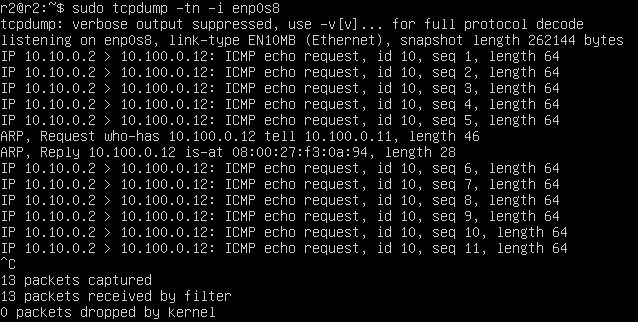 r2@r2:~$ sudo tcpdump -tn -i enp0s8
tcpdump: verbose output suppressed, use -v[v]... for full protocol decode
listening on enp0s8, link-type EN10MB (Ethernet), snapshot length 262144 bytes
IP 10.10.0.2 > 10.100.0.12: ICMP echo request, id 10, seq 1, length 64
IP 10.10.0.2 > 10.100.0.12: ICMP echo request, id 10, seq 2, length 64
IP 10.10.0.2 > 10.100.0.12: ICMP echo request, id 10, seq 3, length 64
IP 10.10.0.2 > 10.100.0.12: ICMP echo request, id 10, seq 4, length 64
IP 10.10.0.2 > 10.100.0.12: ICMP echo request, id 10, seq 5, length 64
ARP, Request who-has 10.100.0.12 tell 10.100.0.11, length 46
ARP, Reply 10.100.0.12 is-at 08:00:27:f3:0a:94, length 28
IP 10.10.0.2 > 10.100.0.12: ICMP echo request, id 10, seq 6, length 64
IP 10.10.0.2 > 10.100.0.12: ICMP echo request, id 10, seq 7, length 64
IP 10.10.0.2 > 10.100.0.12: ICMP echo request, id 10, seq 8, length 64
IP 10.10.0.2 > 10.100.0.12: ICMP echo request, id 10, seq 9, length 64
IP 10.10.0.2 > 10.100.0.12: ICMP echo request, id 10, seq 10, length 64
IP 10.10.0.2 > 10.100.0.12: ICMP echo request, id 10, seq 11, length 64
^C
13 packets captured
13 packets received by filter
0 packets dropped by kernel